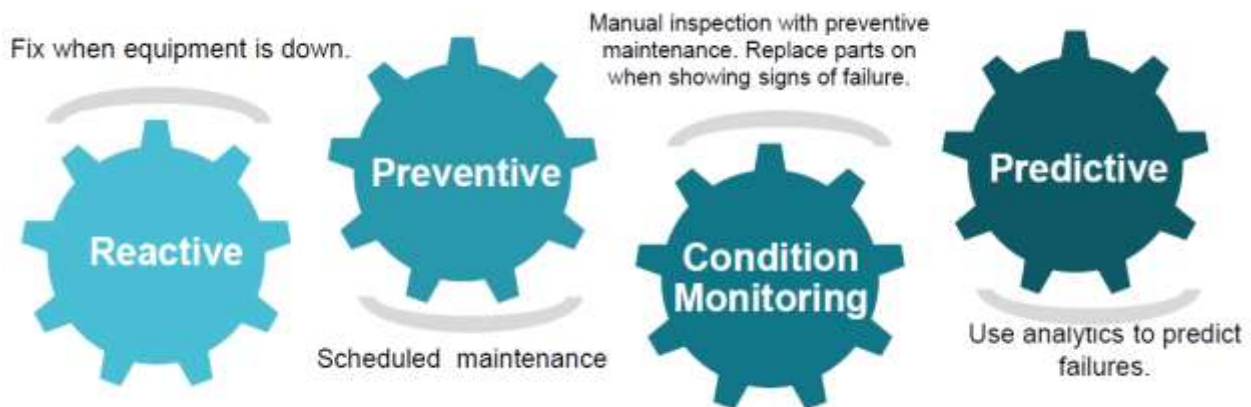 Fix when equipment is down.
Reactive
Preventive
Scheduled maintenance
Manual inspection with preventive
maintenance. Replace parts on
when showing signs of failure.
Condition
Monitoring
Predictive
Use analytics to predict
failures.